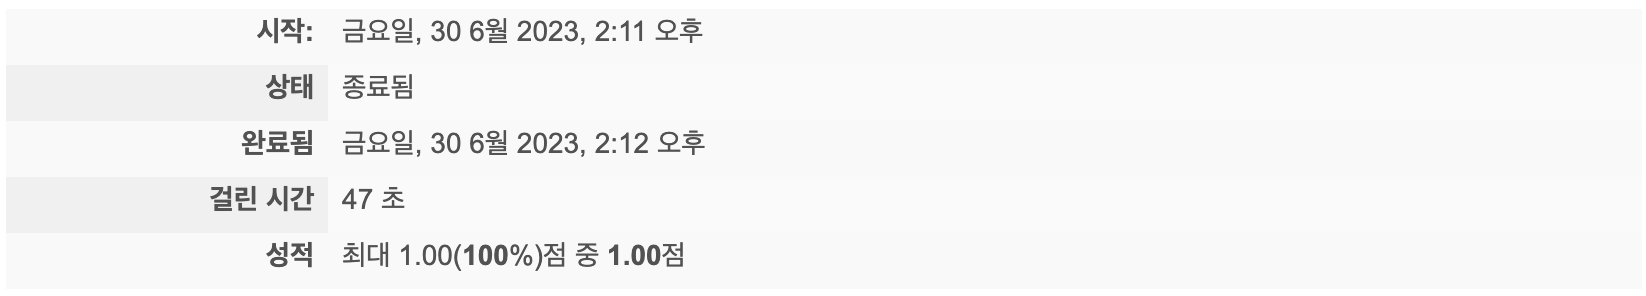 시작: 금요일, 30 6월 2023, 2:11 오후
상태 종료됨
완료됨 금요일, 30 6월 2023, 2:12 오후
걸린 시간 47 초
성적 최대 1.00(100%)점 중 1.00점